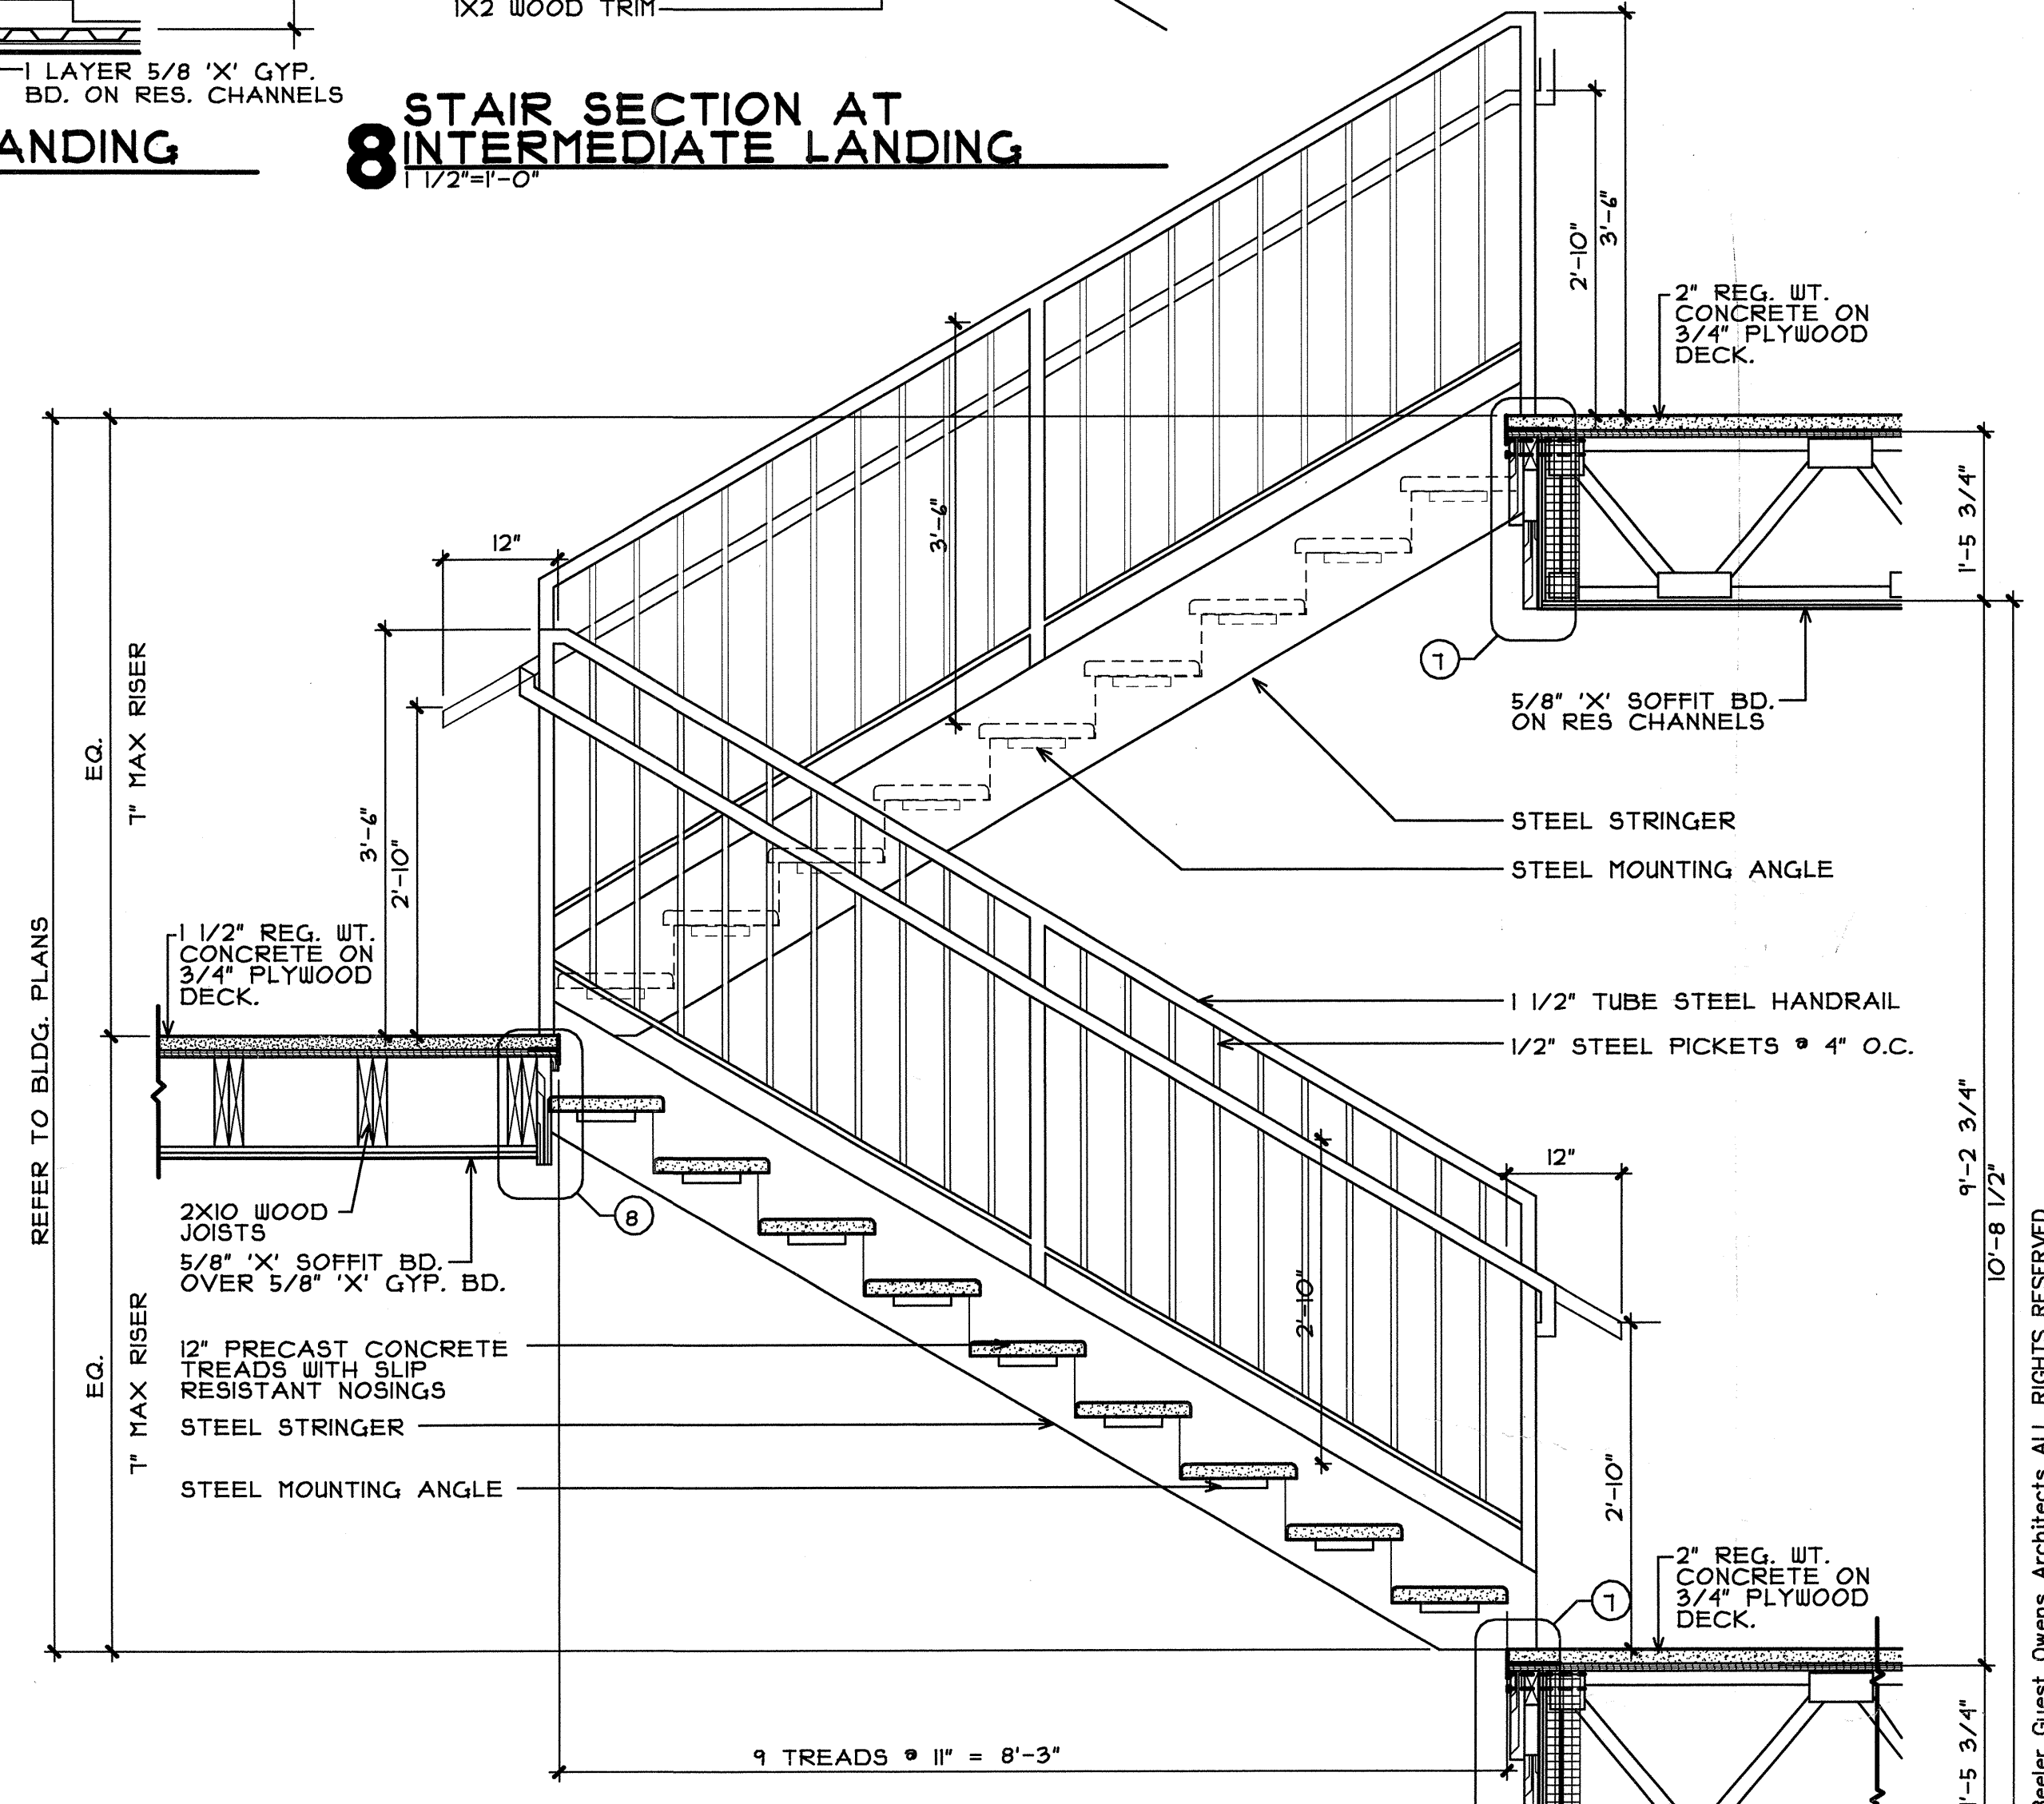 1X2 WOOD TRIM
1 LAYER 5/8 'X' GYP.
BD. ON RES. CHANNELS
ANDING
8
STAIR SECTION AT
INTERMEDIATE LANDING
1 1/2"=1'-0"
2'-10"
3'-6"
2" REG. WT.
CONCRETE ON
3/4" PLYWOOD
DECK.
1'-5 3/4"
12"
3'-6"
7
5/8" 'X' SOFFIT BD.
ON RES CHANNELS
EQ.
7" MAX RISER
3'-6"
2'-10"
STEEL STRINGER
STEEL MOUNTING ANGLE
1 1/2" REG. WT.
CONCRETE ON
3/4" PLYWOOD
DECK.
REFER TO BLDG. PLANS
1 1/2" TUBE STEEL HANDRAIL
1/2" STEEL PICKETS @ 4" O.C.
9'-2 3/4"
10'-8 1/2"
12"
2X10 WOOD
JOISTS
8
5/8" 'X' SOFFIT BD.
OVER 5/8" 'X' GYP. BD.
2'-10"
EQ.
7" MAX RISER
12" PRECAST CONCRETE
TREADS WITH SLIP
RESISTANT NOSINGS
STEEL STRINGER
STEEL MOUNTING ANGLE
2'-10"
2" REG. WT.
CONCRETE ON
3/4" PLYWOOD
DECK.
7
9 TREADS @ 11" = 8'-3"
1'-5 3/4"
eeler Guest Owens Architects ALL RIGHTS RESERVED